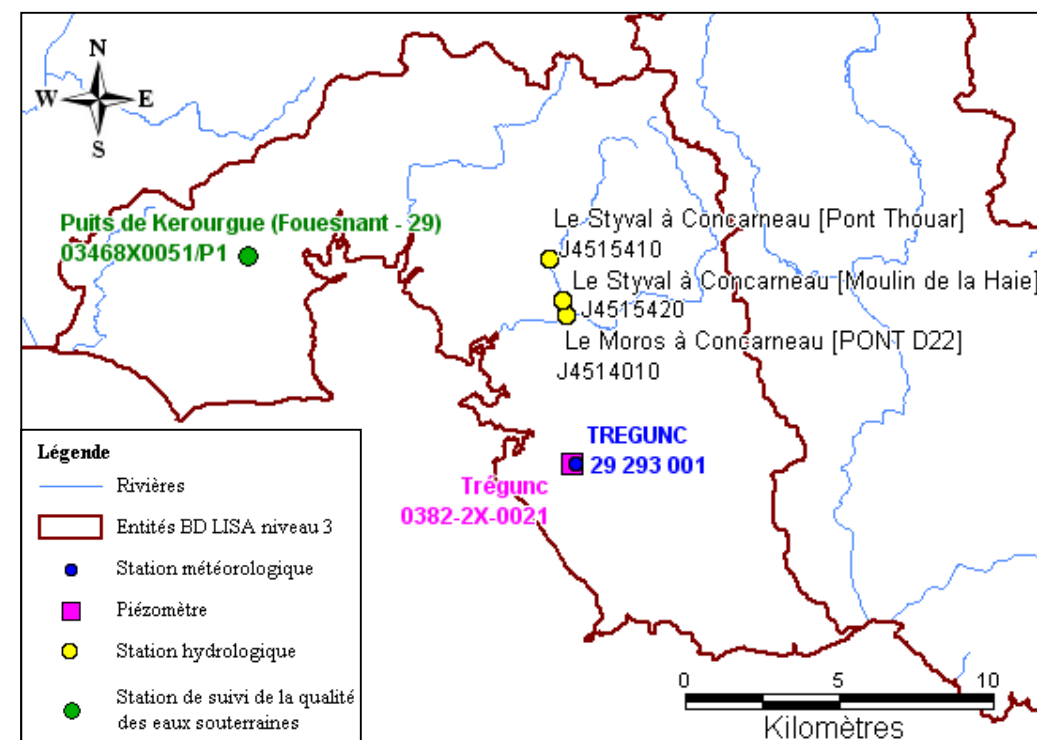 N
W E
S
Puits de Kerourgue (Fouesnant - 29)
03468X0051/P1
Le Styval à Concarneau [Pont Thouar]
J4515410
Le Styval à Concarneau [Moulin de la Haie]
J4515420
Le Moros à Concarneau [PONT D22]
J4514010
TREGUNC
29 293 001
Trégunc
0382-2X-0021
Légende
Rivières
Entités BD LISA niveau 3
Station météorologique
Piézomètre
Station hydrologique
Station de suivi de la qualité
des eaux souterraines
0 5 10
Kilomètres